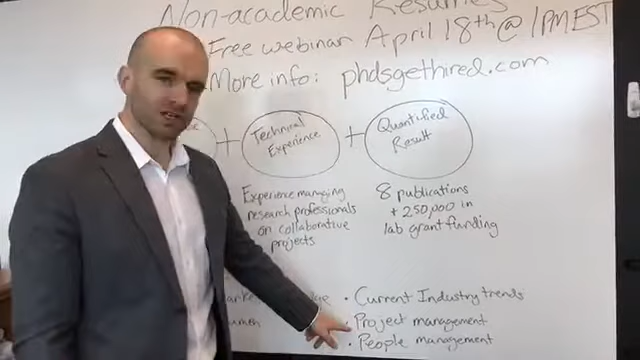 Non-academic Resumes
Free webinar April 18th @ 1PM EST
More info: phdsgethired.com
+ Technical Experience + Quantified Result
Experience managing
research professionals
on collaborative
projects
8 publications
+ 250,000 in
lab grant funding
• Current Industry trends
• Project management
• People management